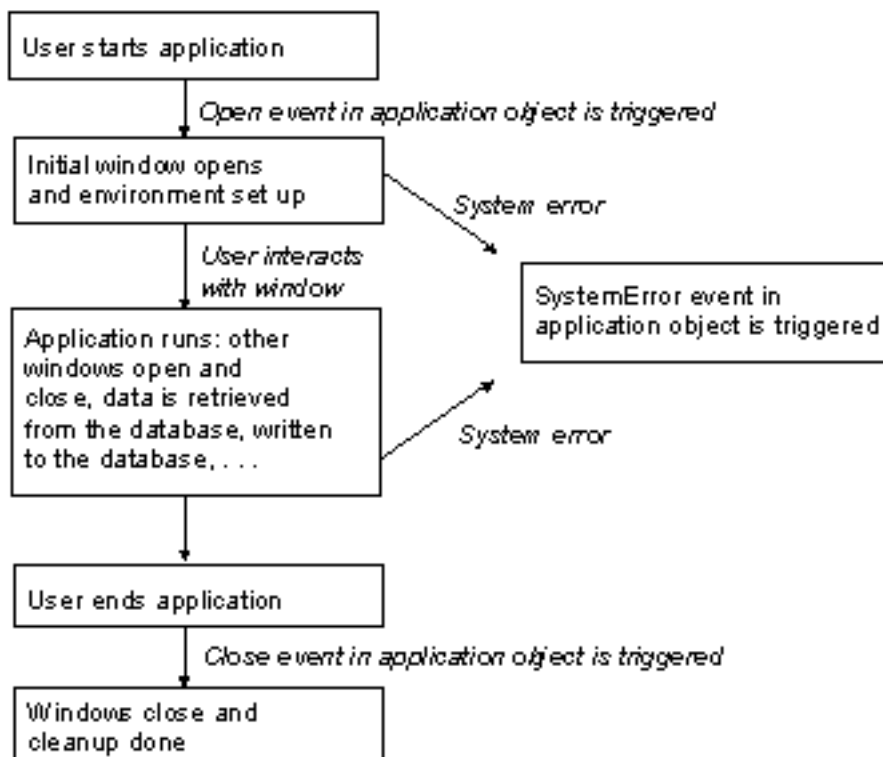 User starts application
Open event in application object is triggered
Initial window opens
and environment set up
System error
User interacts
with window
SystemError event in
application object is triggered
Application runs: other
windows open and
close, data is retrieved
from the database, written
to the database, . . .
System error
User ends application
Close event in application object is triggered
Windows close and
cleanup done